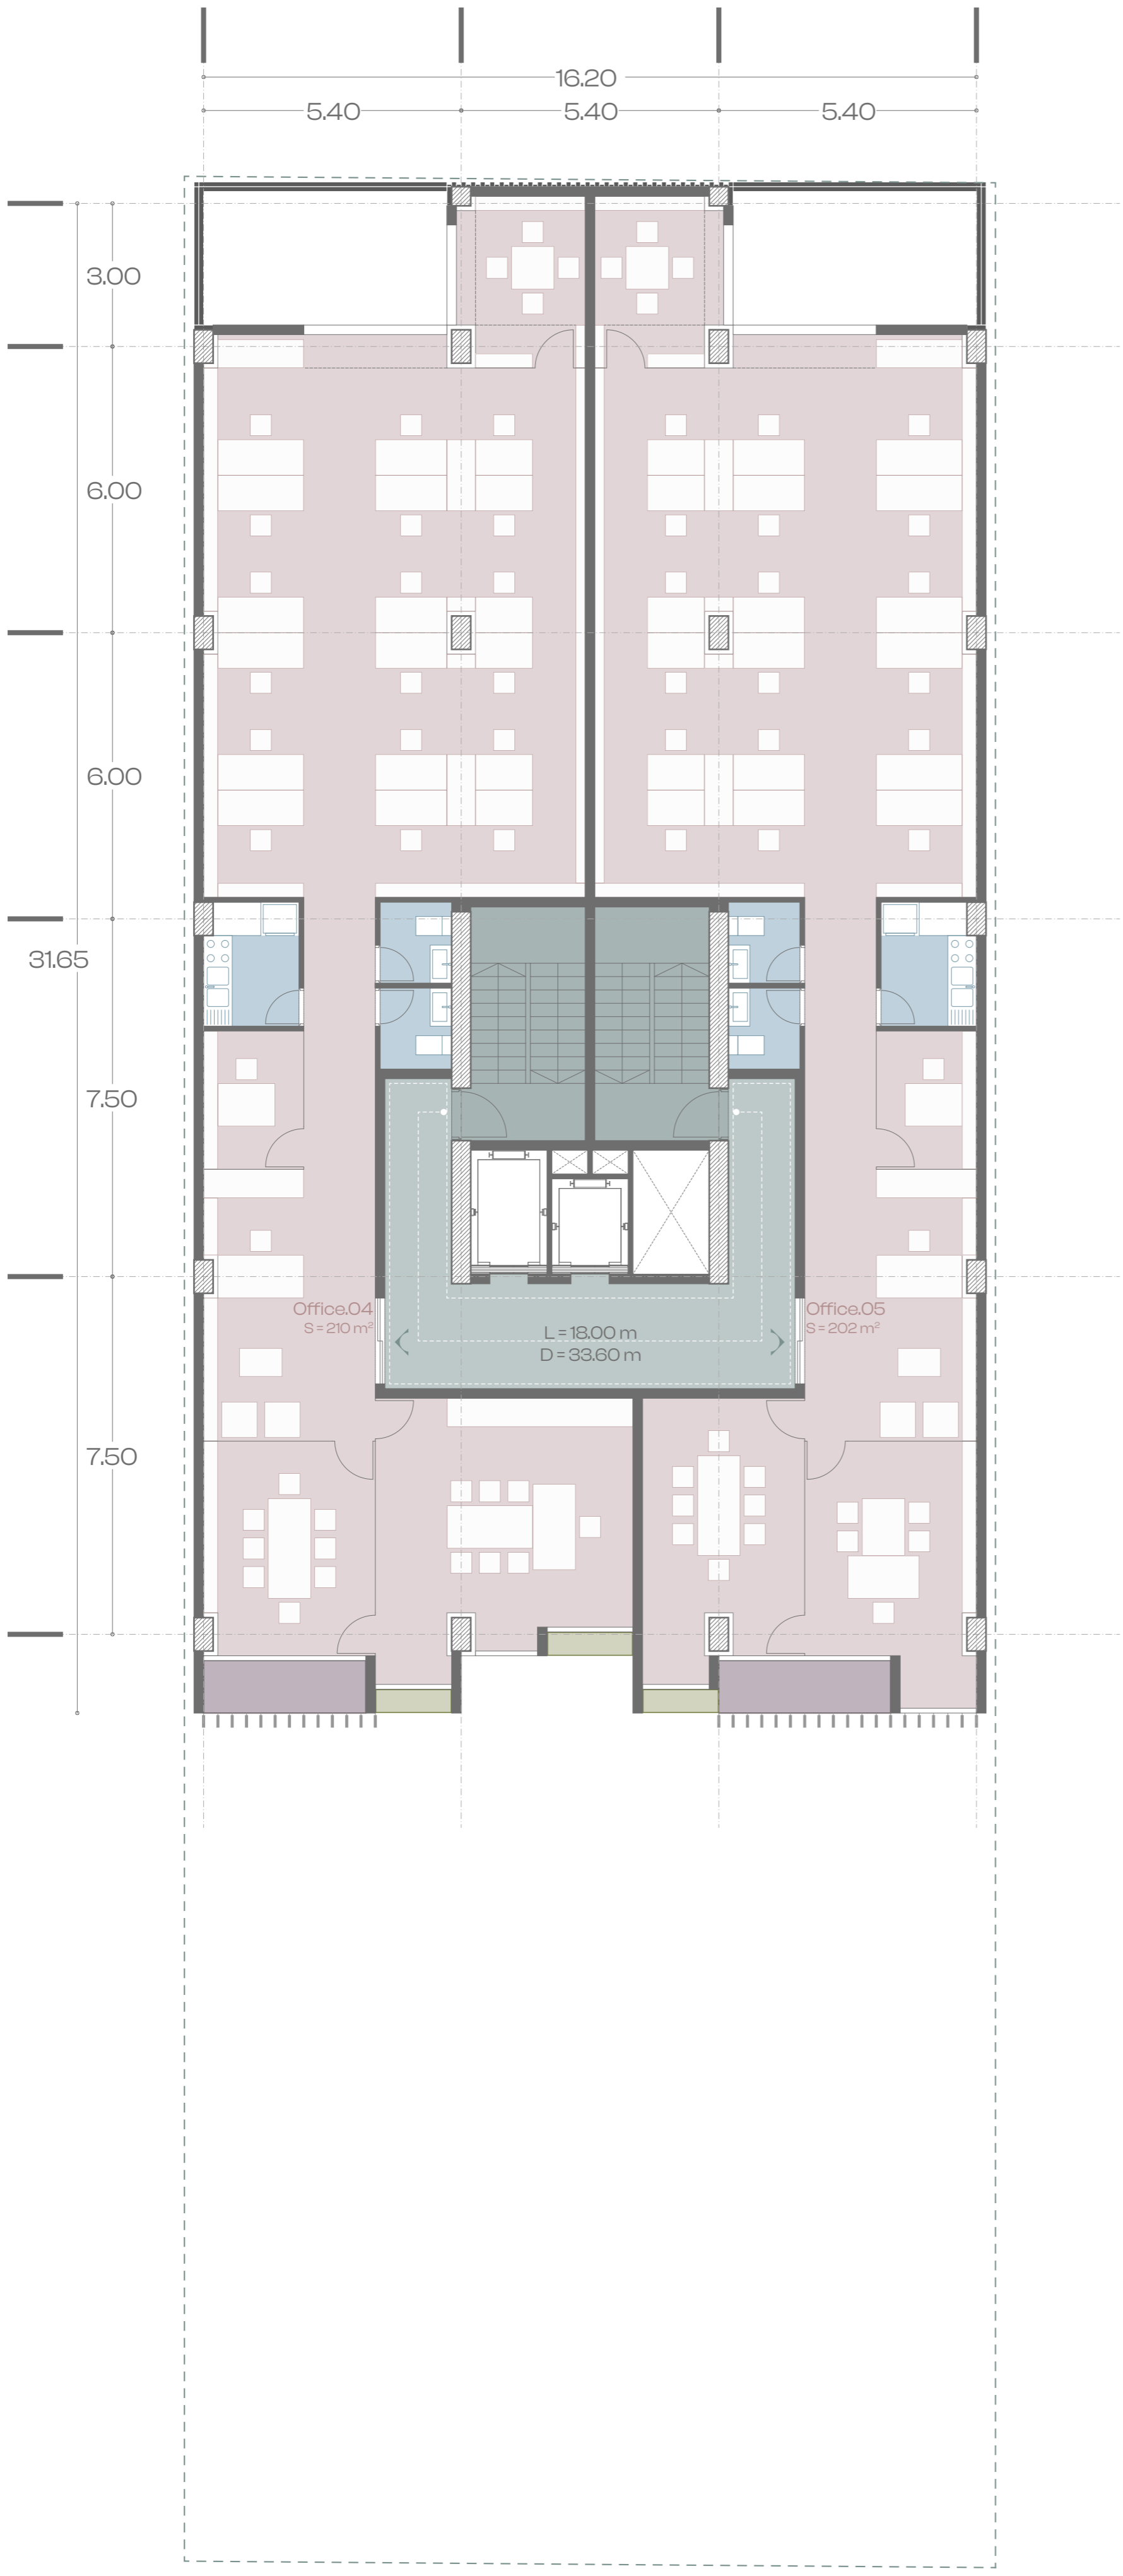 16.20
5.40 5.40 5.40
3.00
6.00
6.00
31.65
7.50
Office.04
S = 210 m²
Office.05
S = 202 m²
L = 18.00 m
D = 33.60 m
7.50